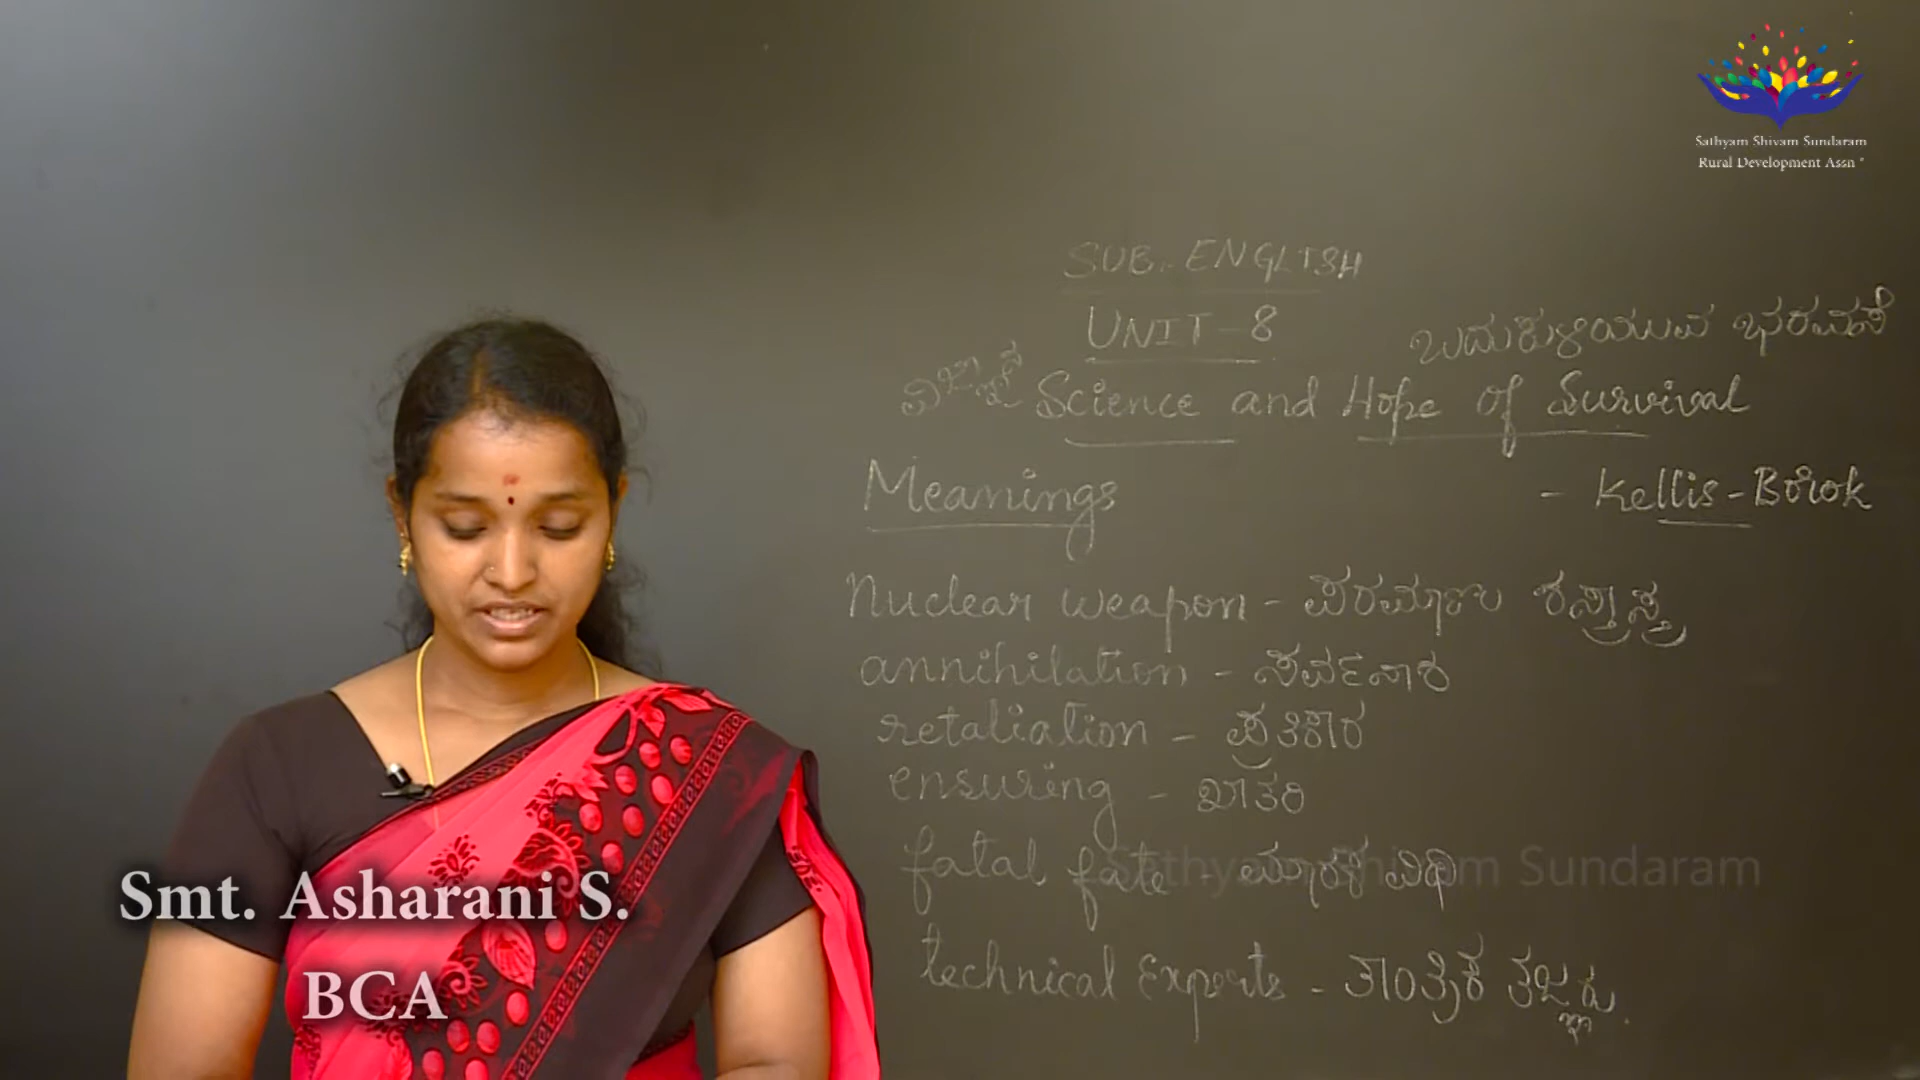 Sathyam Shivam Sundaram
Rural Development Assn ®
SUB. ENGLISH
UNIT - 8
ಬದುಕುಳಿಯುವ ಭರವಸೆ
ವಿಜ್ಞಾನ Science and Hope of Survival
Meanings
- Keilis - Borok
Nuclear weapon - ಪರಮಾಣು ಶಸ್ತ್ರಾಸ್ತ್ರ
annihilation - ಸರ್ವನಾಶ
retaliation - ಪ್ರತಿಕಾರ
ensuring - ಖಾತರಿ
fatal fate - ಮಾರಕ ವಿಧಿ
Sathyam Shivam Sundaram
technical Experts - ತಾಂತ್ರಿಕ ತಜ್ಞರು.
Smt. Asharani S.
BCA